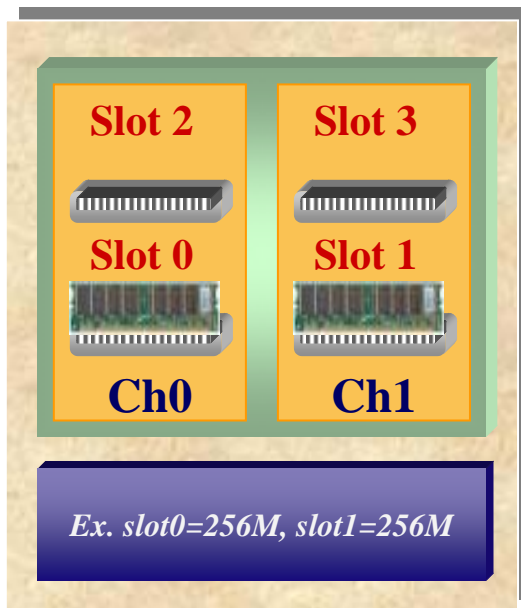 Slot 2
Slot 3
Slot 0
Slot 1
Ch0
Ch1
Ex. slot0=256M, slot1=256M